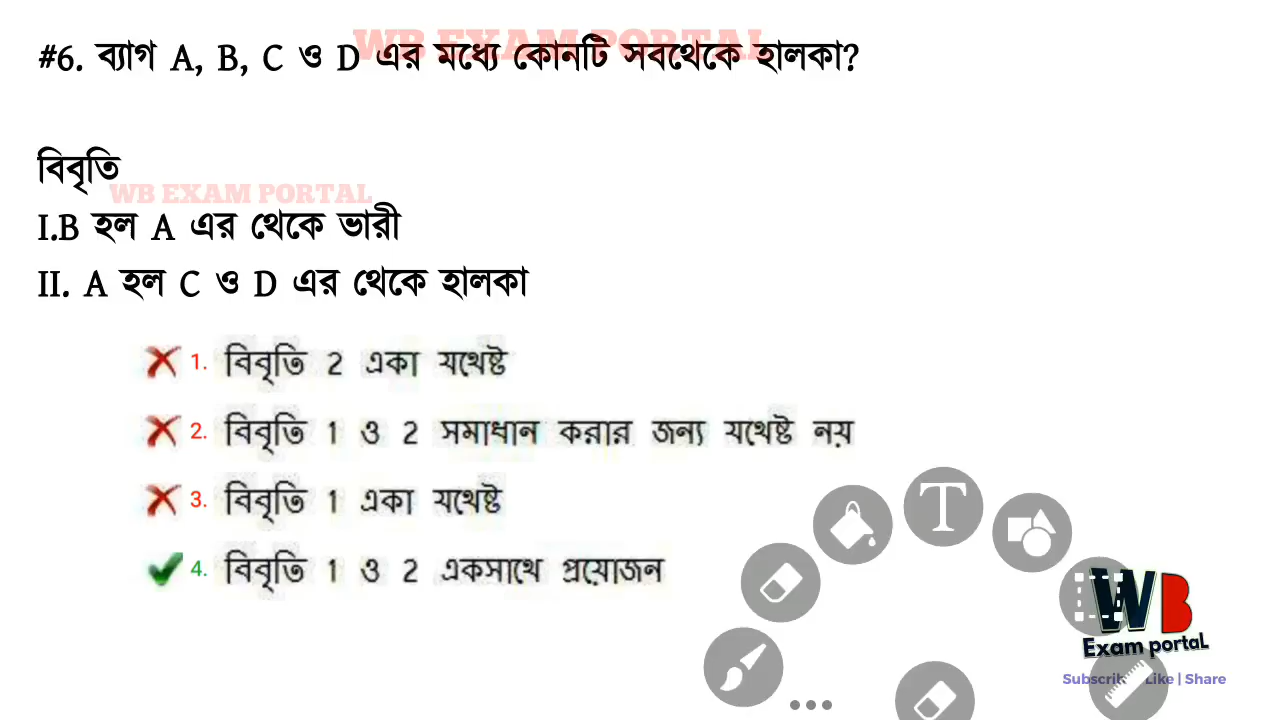 WB EXAM PORTAL
#6. ব্যাগ A, B, C ও D এর মধ্যে কোনটি সবথেকে হালকা?
বিবৃতি
WB EXAM PORTAL
I.B হল A এর থেকে ভারী
II. A হল C ও D এর থেকে হালকা
1. বিবৃতি 2 একা যথেষ্ট
2. বিবৃতি 1 ও 2 সমাধান করার জন্য যথেষ্ট নয়
3. বিবৃতি 1 একা যথেষ্ট
4. বিবৃতি 1 ও 2 একসাথে প্রয়োজন
T
WB
Exam portaL
Subscrib Like | Share